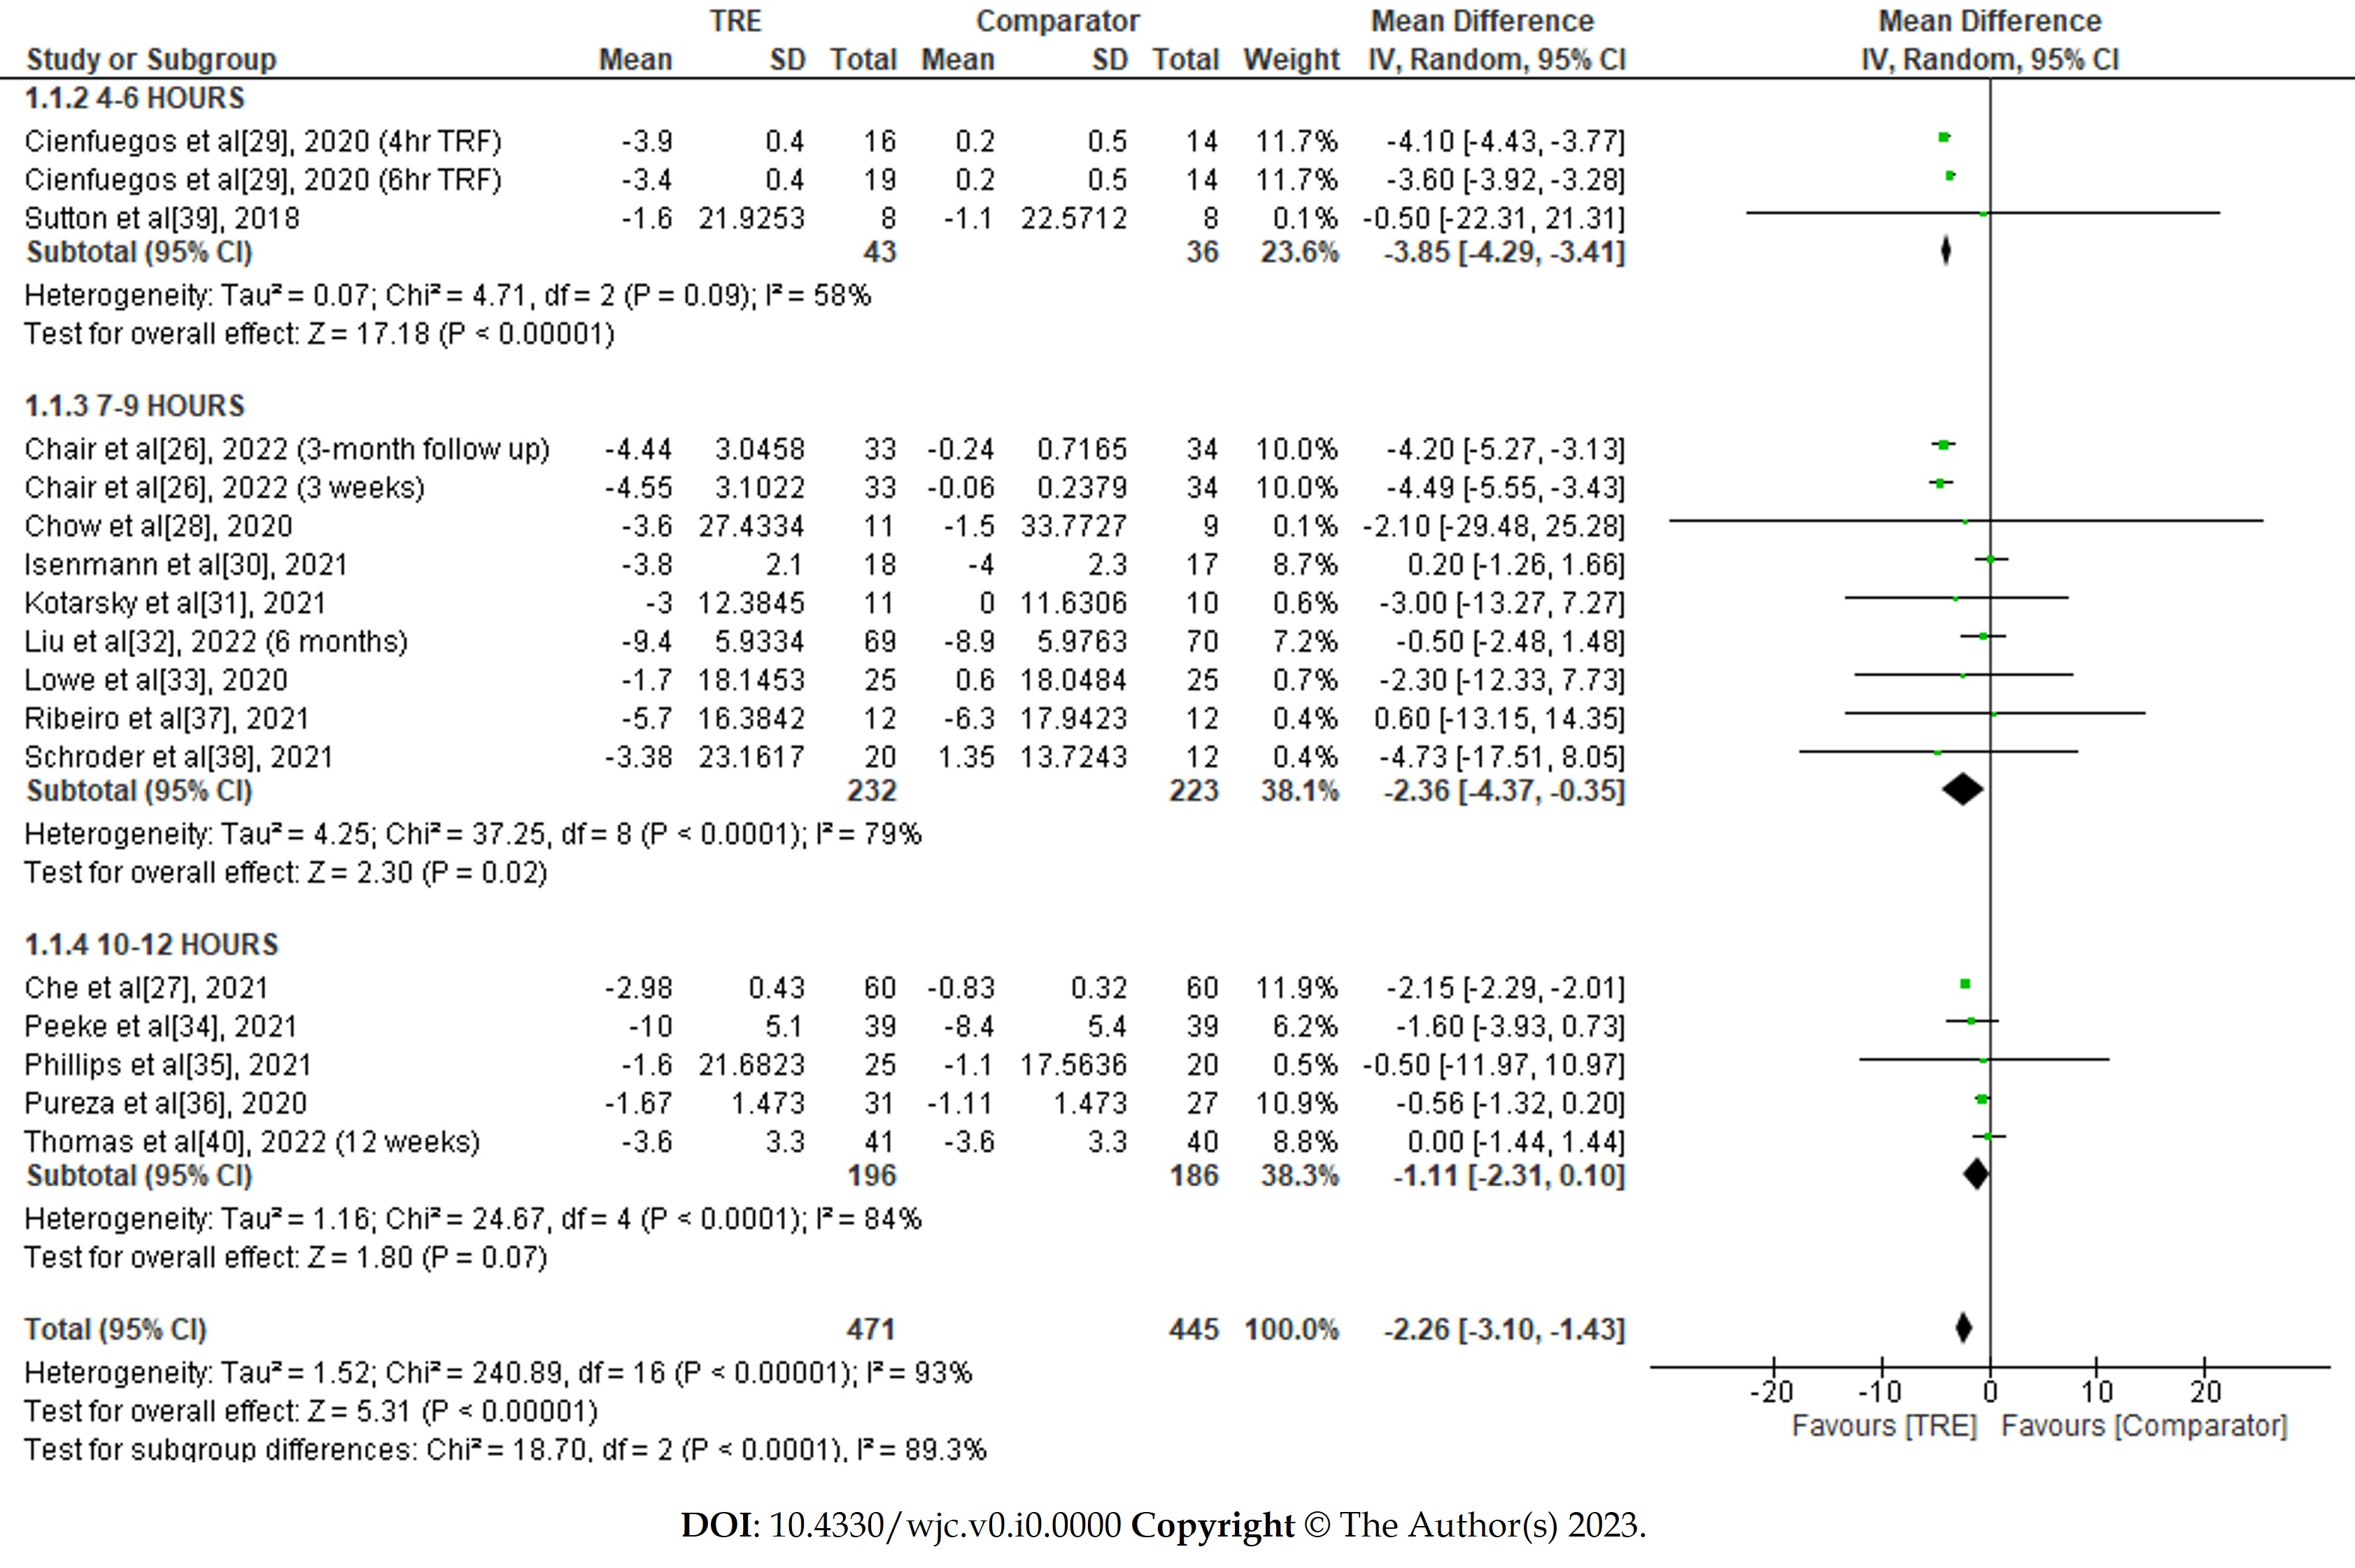 TRE Comparator Mean Difference Mean Difference
Study or Subgroup Mean SD Total Mean SD Total Weight IV, Random, 95% CI IV, Random, 95% CI
1.1.2 4-6 HOURS
Cienfuegos et al[29], 2020 (4hr TRF) -3.9 0.4 16 0.2 0.5 14 11.7% -4.10 [-4.43, -3.77]
Cienfuegos et al[29], 2020 (6hr TRF) -3.4 0.4 19 0.2 0.5 14 11.7% -3.60 [-3.92, -3.28]
Sutton et al[39], 2018 -1.6 21.9253 8 -1.1 22.5712 8 0.1% -0.50 [-22.31, 21.31]
Subtotal (95% CI) 43 36 23.6% -3.85 [-4.29, -3.41]
Heterogeneity: Tau² = 0.07; Chi² = 4.71, df = 2 (P = 0.09); I² = 58%
Test for overall effect: Z = 17.18 (P < 0.00001)
1.1.3 7-9 HOURS
Chair et al[26], 2022 (3-month follow up) -4.44 3.0458 33 -0.24 0.7165 34 10.0% -4.20 [-5.27, -3.13]
Chair et al[26], 2022 (3 weeks) -4.55 3.1022 33 -0.06 0.2379 34 10.0% -4.49 [-5.55, -3.43]
Chow et al[28], 2020 -3.6 27.4334 11 -1.5 33.7727 9 0.1% -2.10 [-29.48, 25.28]
Isenmann et al[30], 2021 -3.8 2.1 18 -4 2.3 17 8.7% 0.20 [-1.26, 1.66]
Kotarsky et al[31], 2021 -3 12.3845 11 0 11.6306 10 0.6% -3.00 [-13.27, 7.27]
Liu et al[32], 2022 (6 months) -9.4 5.9334 69 -8.9 5.9763 70 7.2% -0.50 [-2.48, 1.48]
Lowe et al[33], 2020 -1.7 18.1453 25 0.6 18.0484 25 0.7% -2.30 [-12.33, 7.73]
Ribeiro et al[37], 2021 -5.7 16.3842 12 -6.3 17.9423 12 0.4% 0.60 [-13.15, 14.35]
Schroder et al[38], 2021 -3.38 23.1617 20 1.35 13.7243 12 0.4% -4.73 [-17.51, 8.05]
Subtotal (95% CI) 232 223 38.1% -2.36 [-4.37, -0.35]
Heterogeneity: Tau² = 4.25; Chi² = 37.25, df = 8 (P < 0.0001); I² = 79%
Test for overall effect: Z = 2.30 (P = 0.02)
1.1.4 10-12 HOURS
Che et al[27], 2021 -2.98 0.43 60 -0.83 0.32 60 11.9% -2.15 [-2.29, -2.01]
Peeke et al[34], 2021 -10 5.1 39 -8.4 5.4 39 6.2% -1.60 [-3.93, 0.73]
Phillips et al[35], 2021 -1.6 21.6823 25 -1.1 17.5636 20 0.5% -0.50 [-11.97, 10.97]
Pureza et al[36], 2020 -1.67 1.473 31 -1.11 1.473 27 10.9% -0.56 [-1.32, 0.20]
Thomas et al[40], 2022 (12 weeks) -3.6 3.3 41 -3.6 3.3 40 8.8% 0.00 [-1.44, 1.44]
Subtotal (95% CI) 196 186 38.3% -1.11 [-2.31, 0.10]
Heterogeneity: Tau² = 1.16; Chi² = 24.67, df = 4 (P < 0.0001); I² = 84%
Test for overall effect: Z = 1.80 (P = 0.07)
Total (95% CI) 471 445 100.0% -2.26 [-3.10, -1.43]
Heterogeneity: Tau² = 1.52; Chi² = 240.89, df = 16 (P < 0.00001); I² = 93%
Test for overall effect: Z = 5.31 (P < 0.00001)
Test for subgroup differences: Chi² = 18.70, df = 2 (P < 0.0001), I² = 89.3%
-20 -10 0 10 20
Favours [TRE] Favours [Comparator]
DOI: 10.4330/wjc.v0.i0.0000 Copyright © The Author(s) 2023.